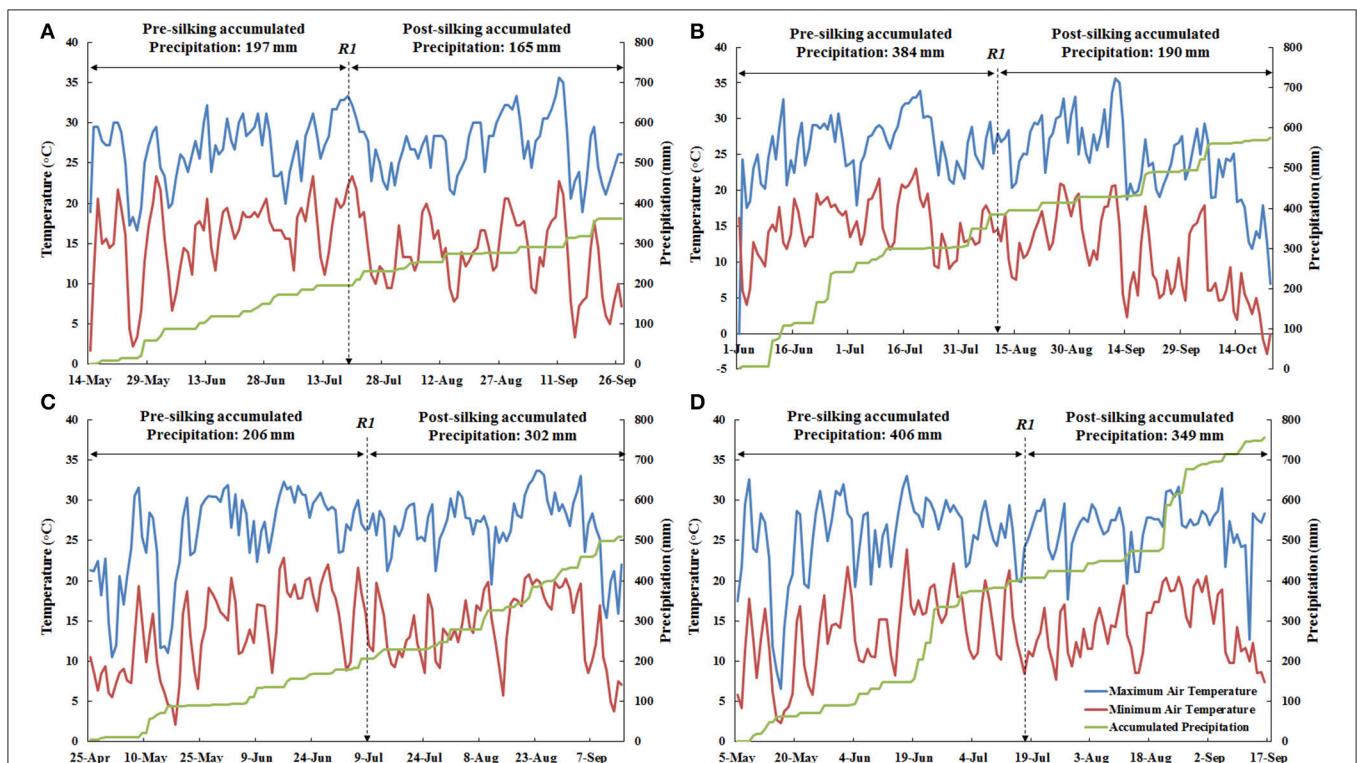 A
Pre-silking accumulated
Precipitation: 197 mm
R1
Post-silking accumulated
Precipitation: 165 mm
Temperature (°C)
40
35
30
25
20
15
10
5
0
800
700
600
500
400
300
200
100
0
Precipitation (mm)
14-May 29-May 13-Jun 28-Jun 13-Jul 28-Jul 12-Aug 27-Aug 11-Sep 26-Sep
B
Pre-silking accumulated
Precipitation: 384 mm
R1
Post-silking accumulated
Precipitation: 190 mm
Temperature (°C)
40
35
30
25
20
15
10
5
0
-5
800
700
600
500
400
300
200
100
0
Precipitation (mm)
1-Jun 16-Jun 1-Jul 16-Jul 31-Jul 15-Aug 30-Aug 14-Sep 29-Sep 14-Oct
C
Pre-silking accumulated
Precipitation: 206 mm
R1
Post-silking accumulated
Precipitation: 302 mm
Temperature (°C)
40
35
30
25
20
15
10
5
0
800
700
600
500
400
300
200
100
0
Precipitation (mm)
25-Apr 10-May 25-May 9-Jun 24-Jun 9-Jul 24-Jul 8-Aug 23-Aug 7-Sep
D
Pre-silking accumulated
Precipitation: 406 mm
R1
Post-silking accumulated
Precipitation: 349 mm
Temperature (°C)
40
35
30
25
20
15
10
5
0
800
700
600
500
400
300
200
100
0
Precipitation (mm)
Maximum Air Temperature
Minimum Air Temperature
Accumulated Precipitation
5-May 20-May 4-Jun 19-Jun 4-Jul 19-Jul 3-Aug 18-Aug 2-Sep 17-Sep